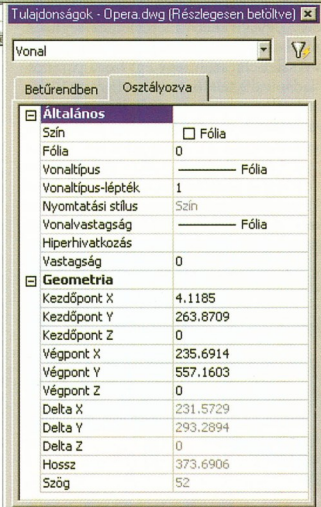 Tulajdonságok - Opera.dwg (Részlegesen betöltve)
Vonal
Betűrendben Osztályozva
Általános
Szín Fólia
Fólia 0
Vonaltípus Fólia
Vonaltípus-lépték 1
Nyomtatási stílus Szín
Vonalvastagság Fólia
Hiperhivatkozás
Vastagság 0
Geometria
Kezdőpont X 4.1185
Kezdőpont Y 263.8709
Kezdőpont Z 0
Végpont X 235.6914
Végpont Y 557.1603
Végpont Z 0
Delta X 231.5729
Delta Y 293.2894
Delta Z 0
Hossz 373.6906
Szög 52